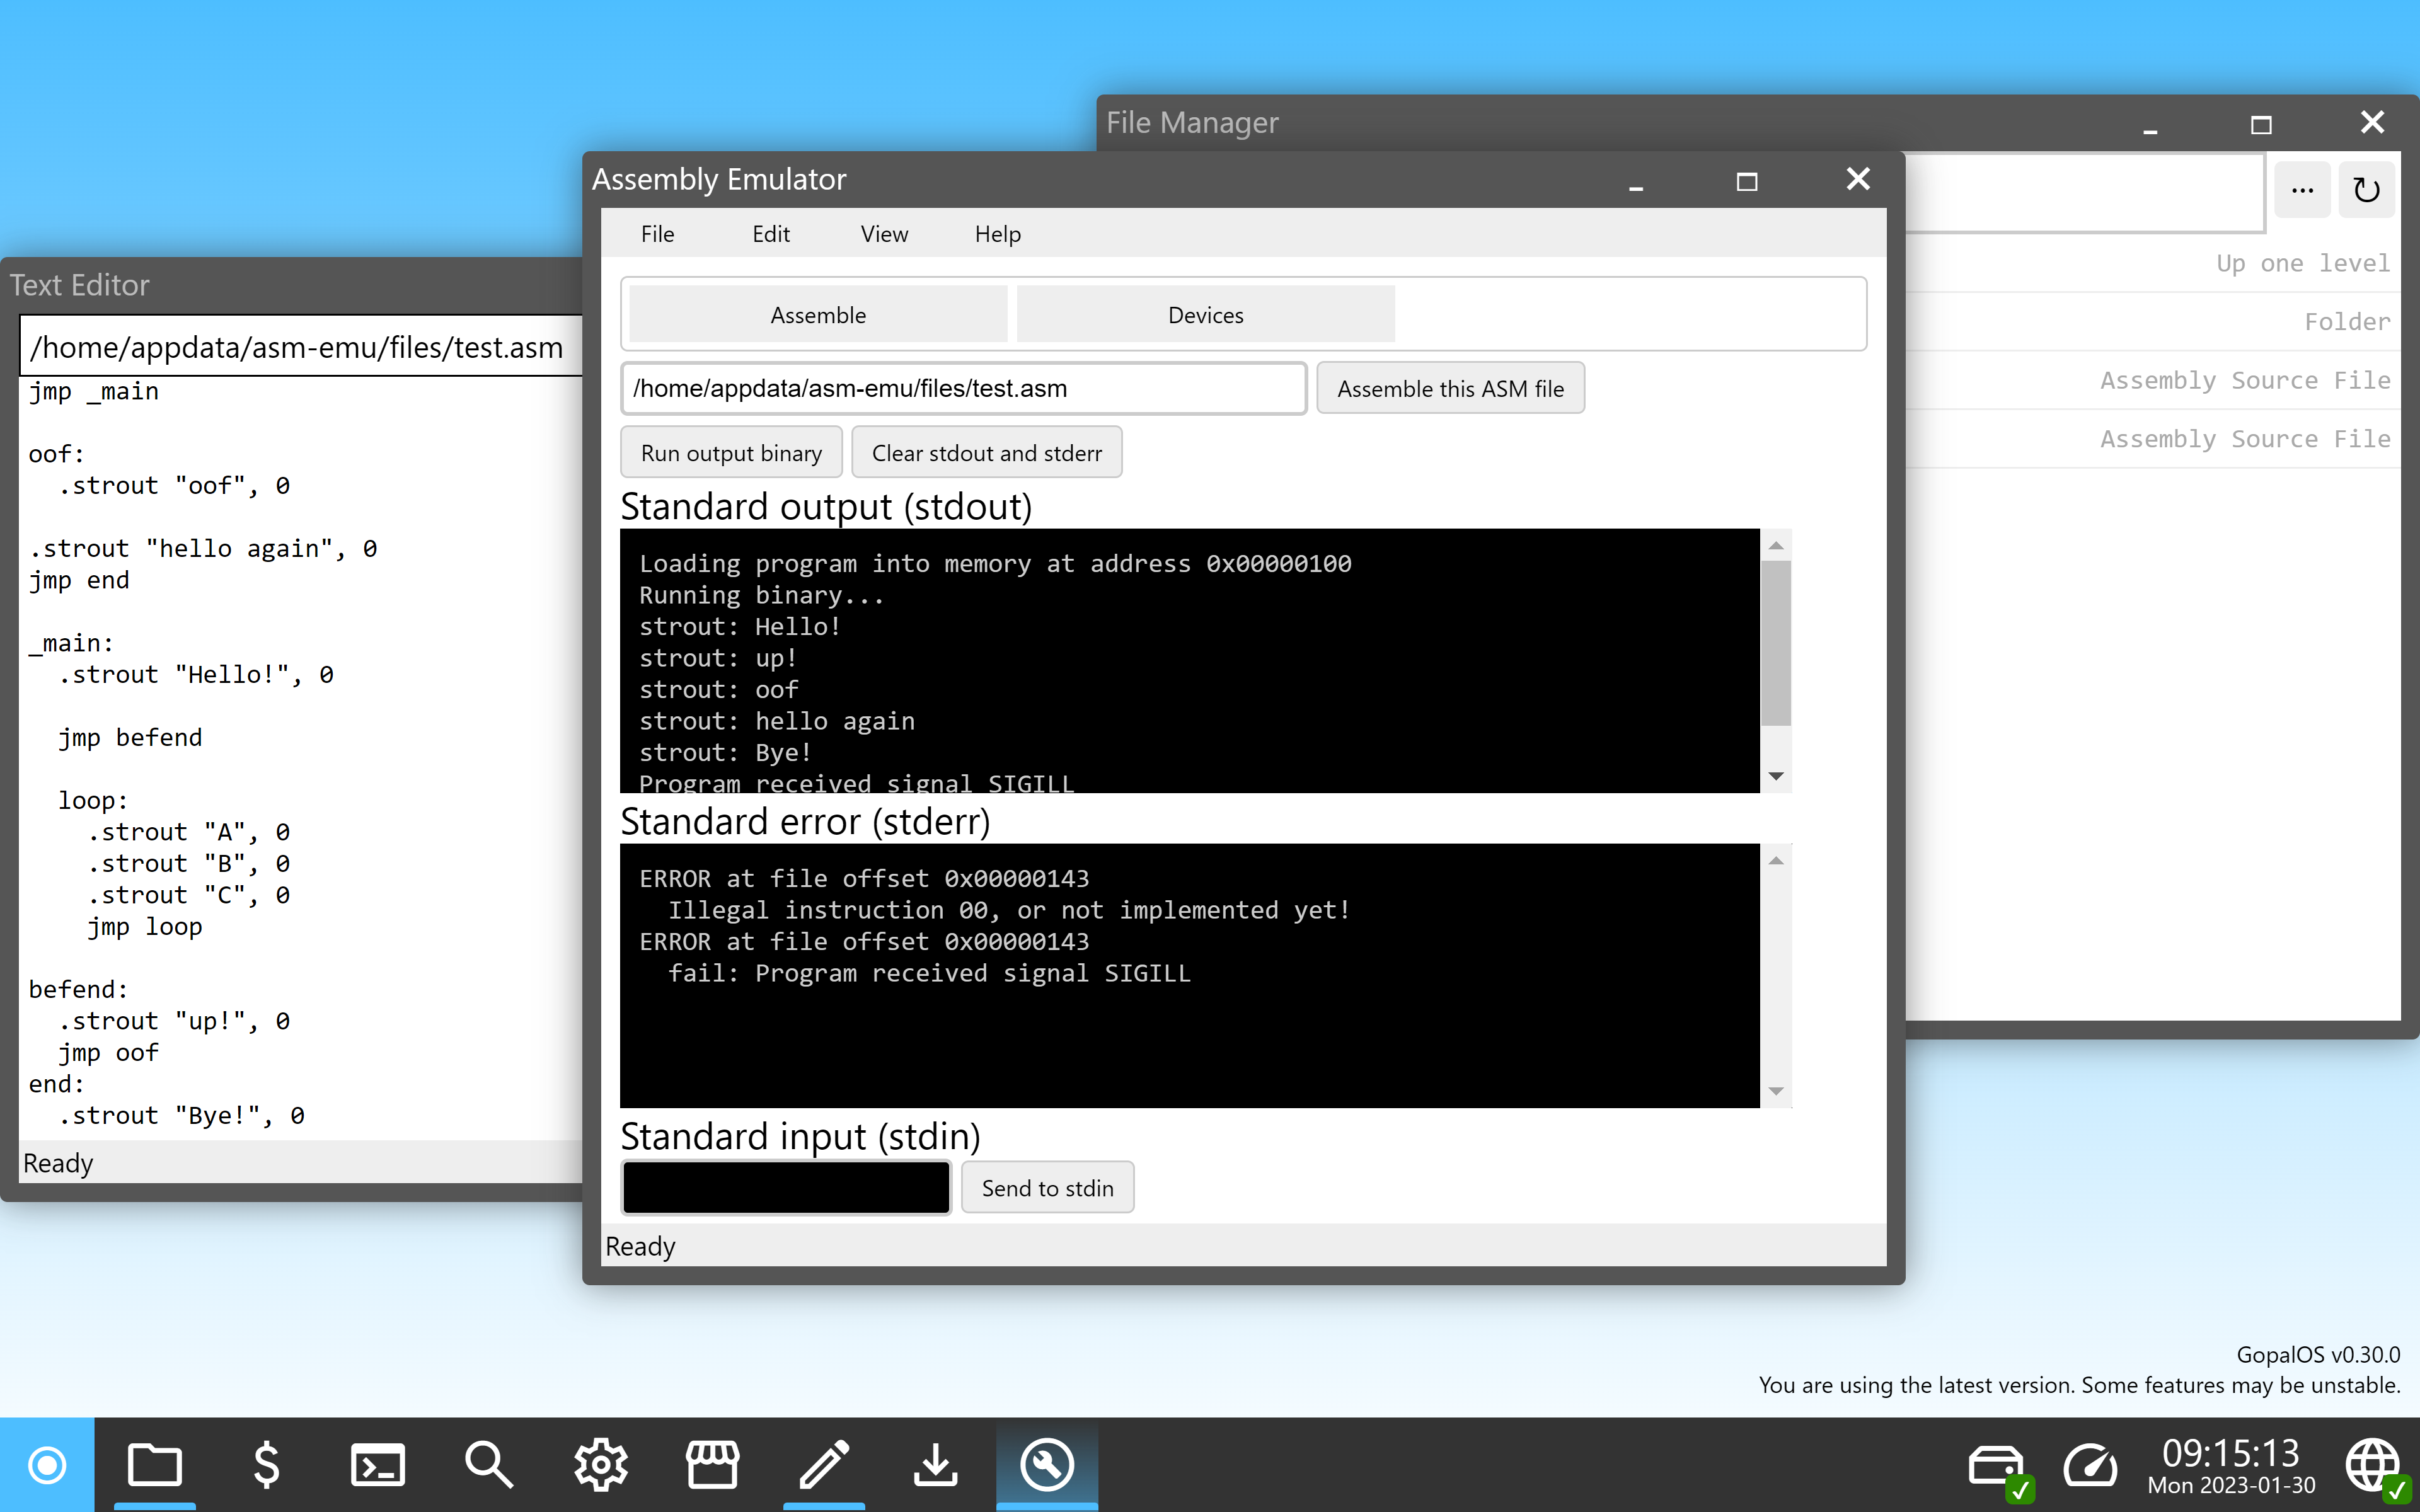 File Manager
Up one level
Folder
Assembly Source File
Assembly Source File
Text Editor
/home/appdata/asm-emu/files/test.asm
jmp _main
oof:
.strout "oof", 0
.strout "hello again", 0
jmp end
_main:
.strout "Hello!", 0
jmp befend
loop:
.strout "A", 0
.strout "B", 0
.strout "C", 0
jmp loop
befend:
.strout "up!", 0
jmp oof
end:
.strout "Bye!", 0
Ready
Assembly Emulator
File Edit View Help
Assemble Devices
/home/appdata/asm-emu/files/test.asm Assemble this ASM file
Run output binary Clear stdout and stderr
Standard output (stdout)
Loading program into memory at address 0x00000100
Running binary...
strout: Hello!
strout: up!
strout: oof
strout: hello again
strout: Bye!
Program received signal SIGILL
Standard error (stderr)
ERROR at file offset 0x00000143
Illegal instruction 00, or not implemented yet!
ERROR at file offset 0x00000143
fail: Program received signal SIGILL
Standard input (stdin)
Send to stdin
Ready
GopalOS v0.30.0
You are using the latest version. Some features may be unstable.
09:15:13
Mon 2023-01-30